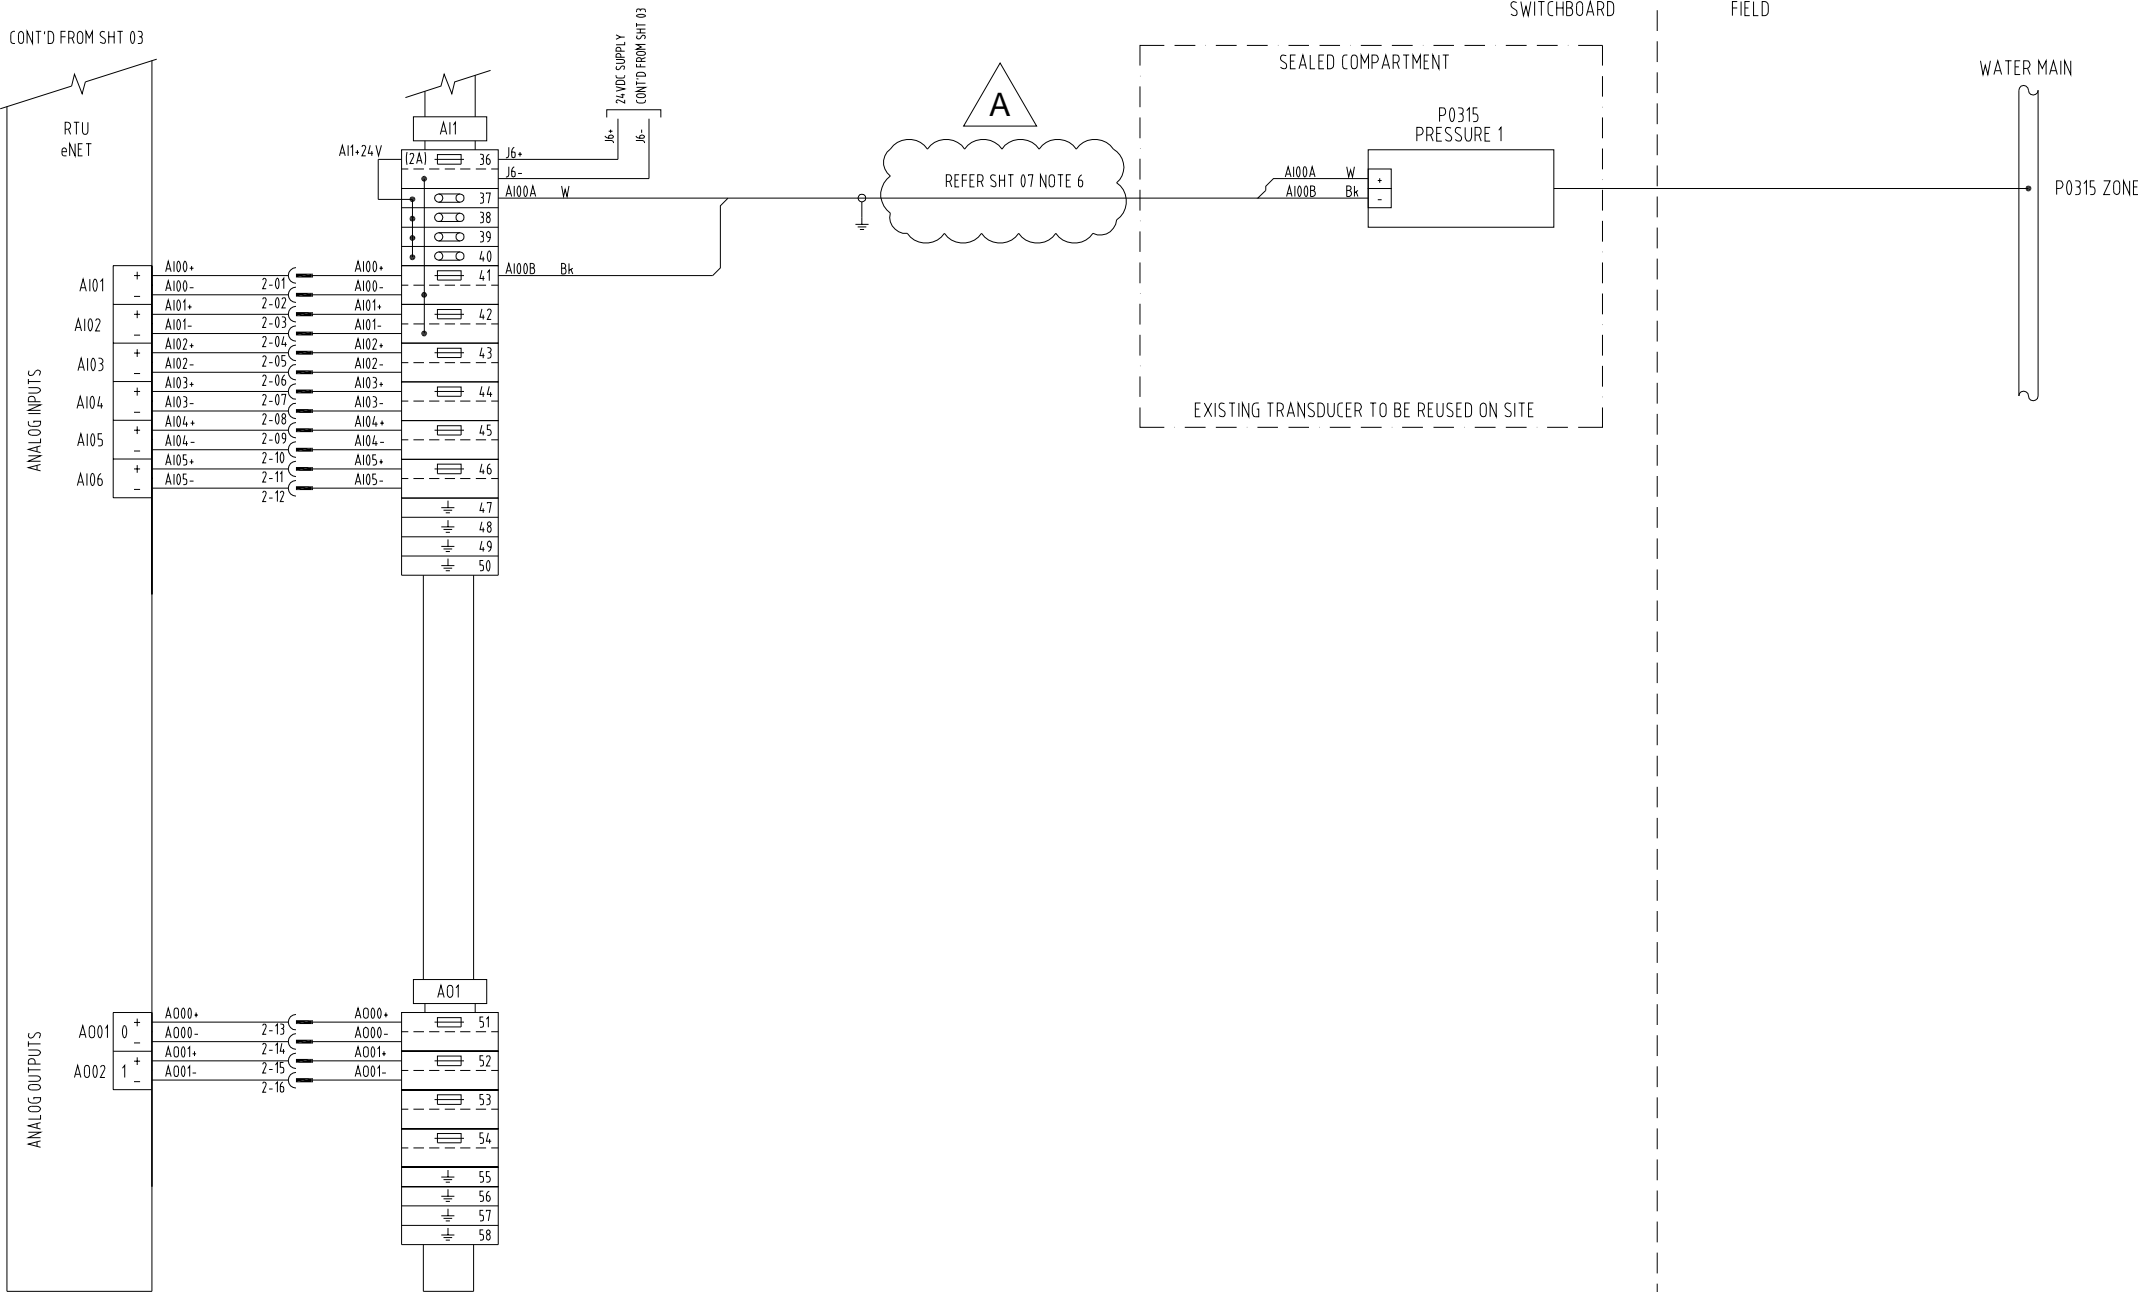 SWITCHBOARD
FIELD
CONT'D FROM SHT 03
RTU
eNET
24VDC SUPPLY
CONT'D FROM SHT 03
J6+
J6-
A
SEALED COMPARTMENT
WATER MAIN
P0315
PRESSURE 1
AI1
AI1+24V
(2A)
36
J6+
J6-
37
AI00A W
38
39
40
41
AI00B Bk
42
43
44
45
46
47
48
49
50
REFER SHT 07 NOTE 6
AI00A W
+
AI00B Bk
-
P0315 ZONE
EXISTING TRANSDUCER TO BE REUSED ON SITE
ANALOG INPUTS
AI01
+ AI00+ 2-01 AI00+
- AI00- 2-02 AI00-
AI02
+ AI01+ 2-03 AI01+
- AI01- 2-04 AI01-
AI03
+ AI02+ 2-05 AI02+
- AI02- 2-06 AI02-
AI04
+ AI03+ 2-07 AI03+
- AI03- 2-08 AI03-
AI05
+ AI04+ 2-09 AI04+
- AI04- 2-10 AI04-
AI06
+ AI05+ 2-11 AI05+
- AI05- 2-12 AI05-
ANALOG OUTPUTS
AO1
AO01 0
+ AO00+ 2-13 AO00+
- AO00- 2-14 AO00-
AO02 1
+ AO01+ 2-15 AO01+
- AO01- 2-16 AO01-
51
52
53
54
55
56
57
58